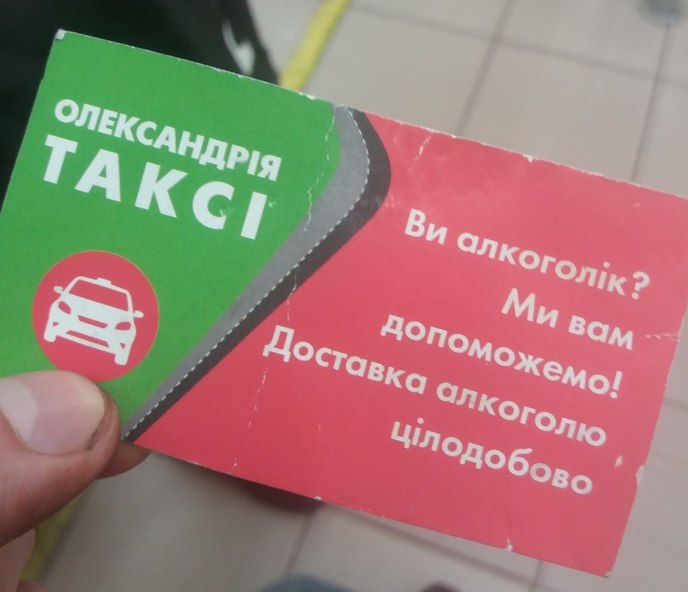 ОЛЕКСАНДРІЯ
ТАКСІ
Ви алкоголік?
Ми вам
допоможемо!
Доставка алкоголю
цілодобово